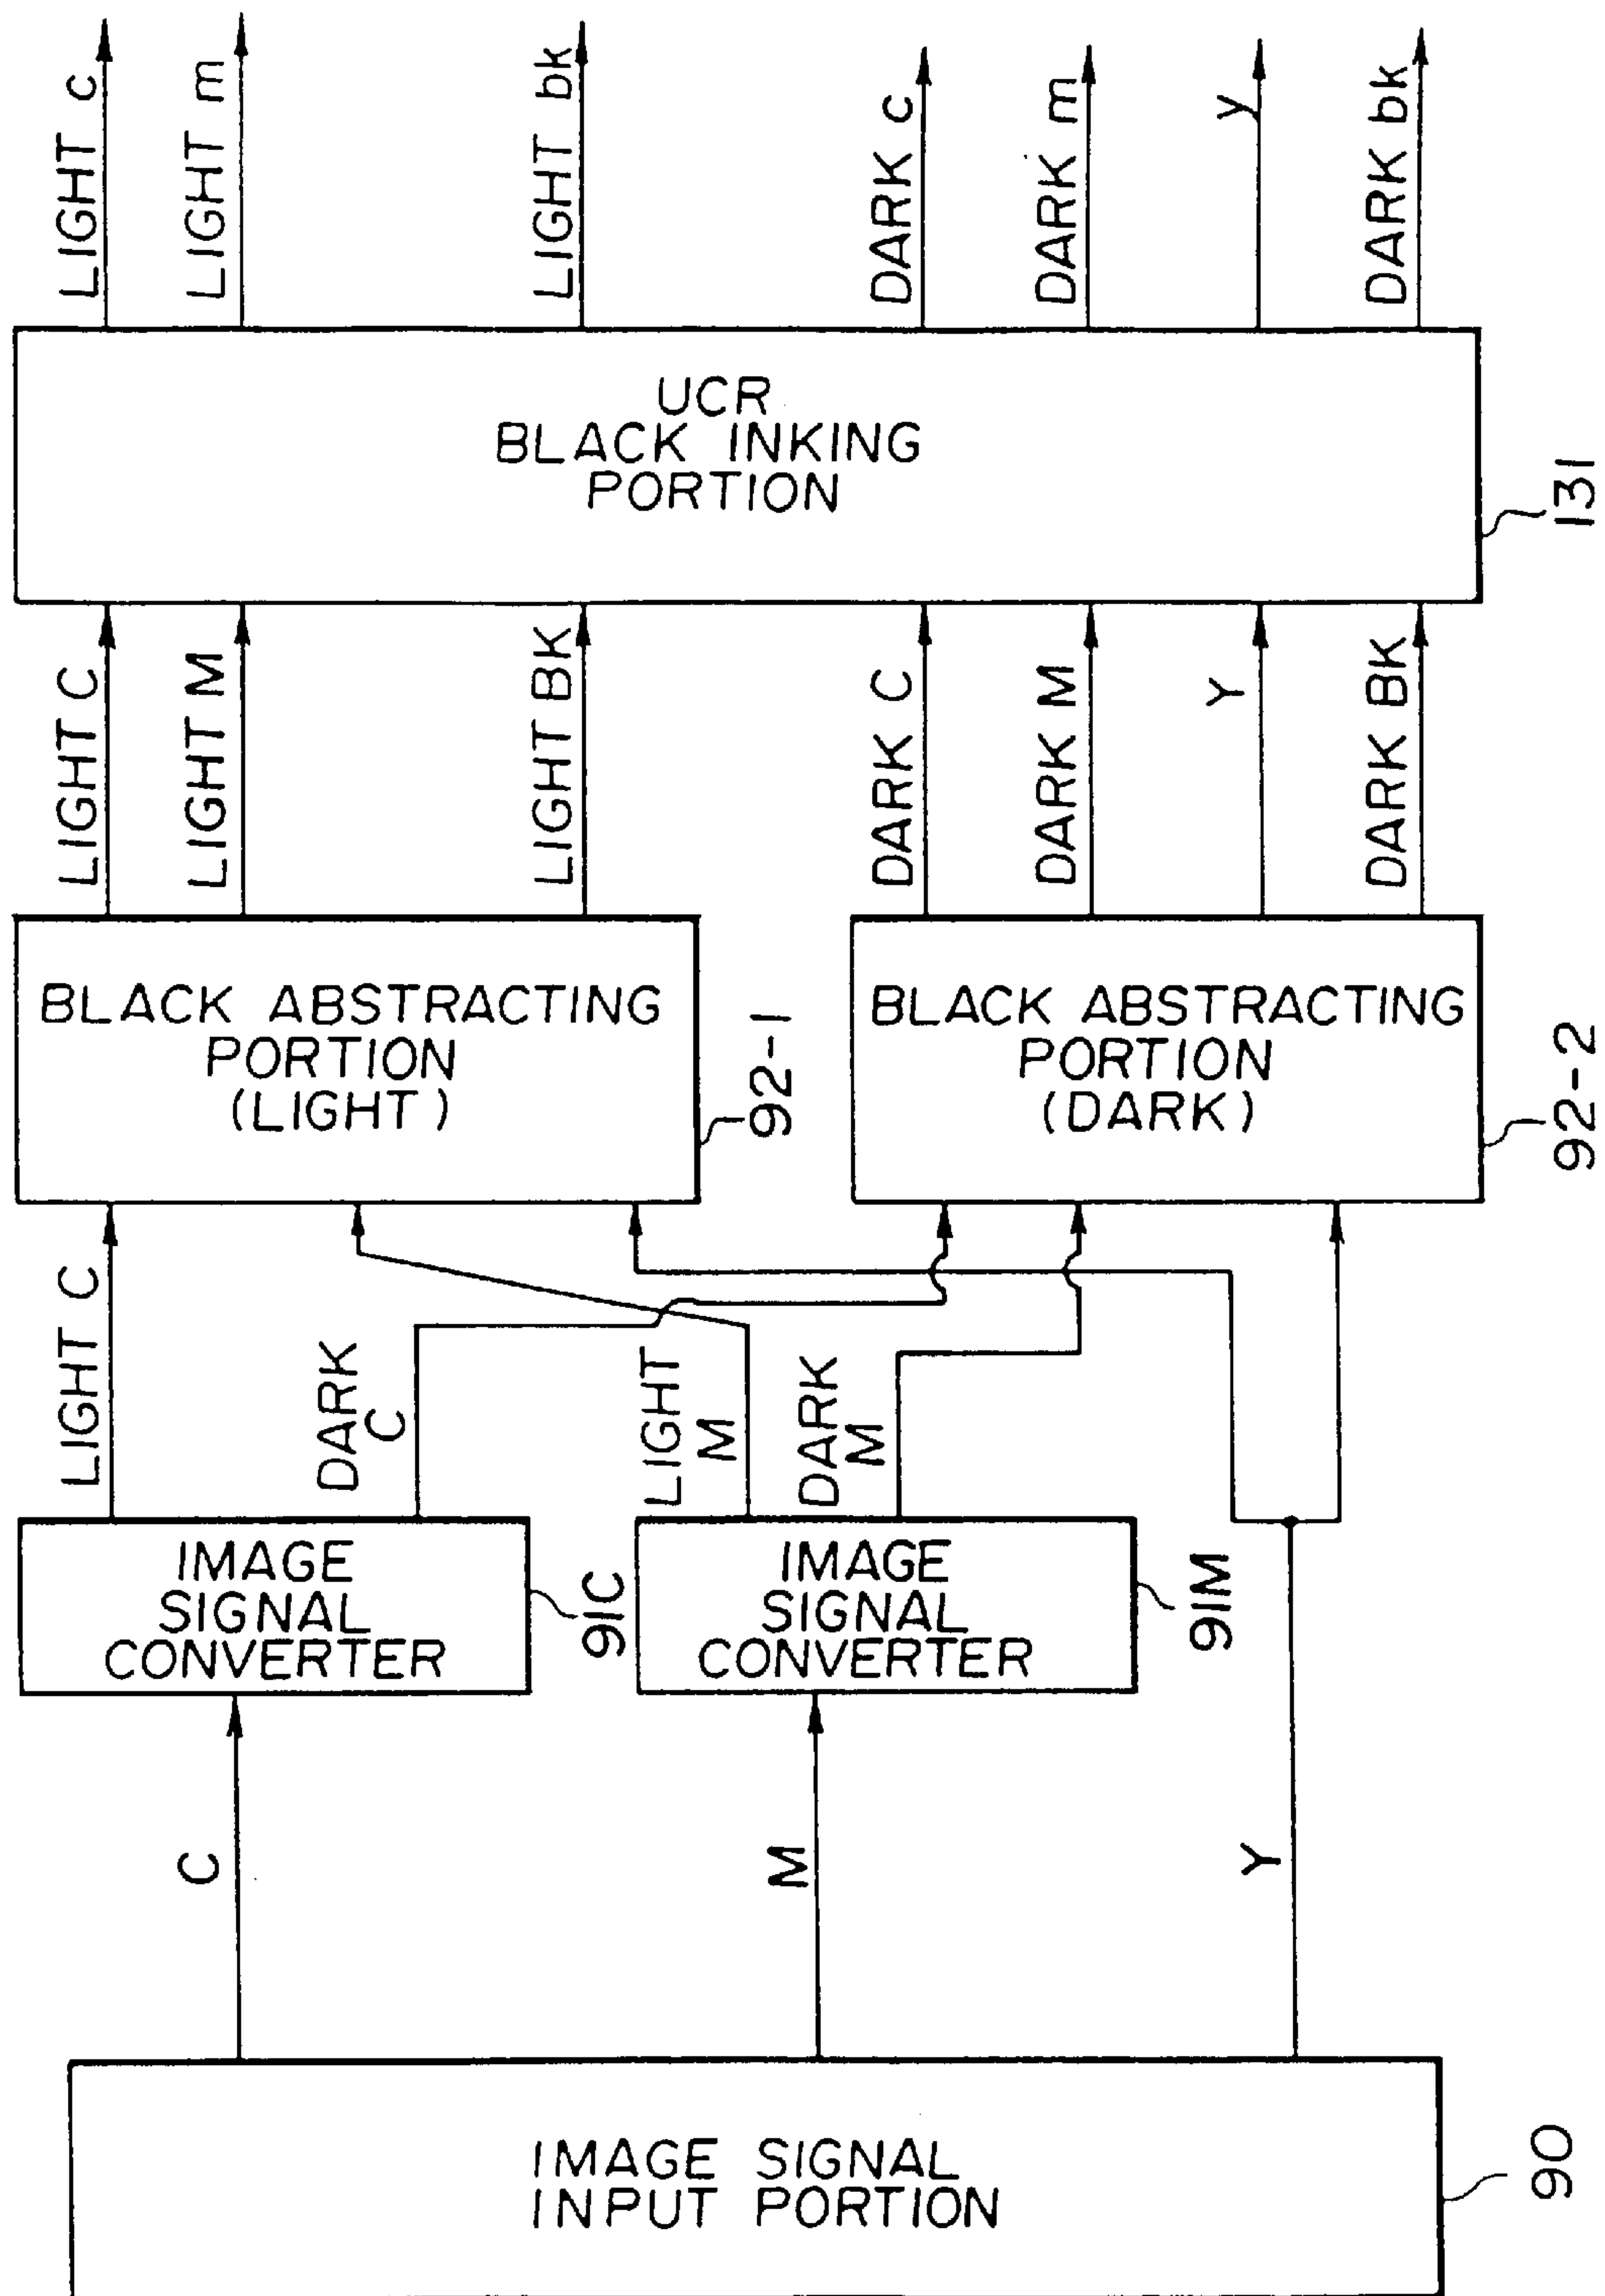 LIGHT c
LIGHT m
LIGHT bk
DARK c
DARK m
y
DARK bk
UCR
BLACK INKING
PORTION
131
LIGHT C
LIGHT M
LIGHT BK
DARK C
DARK M
Y
DARK BK
BLACK ABSTRACTING
PORTION
(LIGHT)
92-1
BLACK ABSTRACTING
PORTION
(DARK)
92-2
LIGHT C
DARK
C
LIGHT
M
DARK
M
IMAGE
SIGNAL
CONVERTER
91C
IMAGE
SIGNAL
CONVERTER
91M
C
M
Y
IMAGE SIGNAL
INPUT PORTION
90